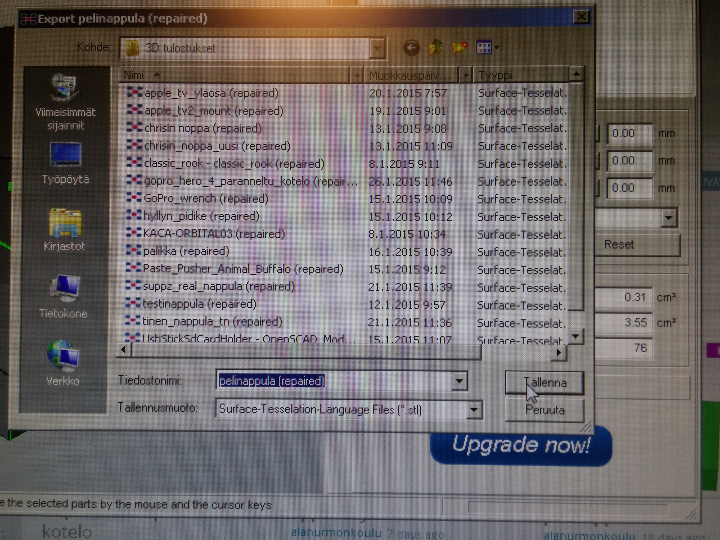 Export pelinappula (repaired)
Kohde: 3D tulostukset
Nimi Muokkauspäiv... Tyyppi
apple_tv_ylaosa (repaired) 20.1.2015 7:57 Surface-Tesselat...
apple_tv2_mount (repaired) 19.1.2015 9:01 Surface-Tesselat...
chrisin noppa (repaired) 13.1.2015 9:08 Surface-Tesselat...
chrisin_noppa_uusi (repaired) 13.1.2015 11:09 Surface-Tesselat...
classic_rook - classic_rook (repaired) 8.1.2015 9:11 Surface-Tesselat...
gopro_hero_4_paranneltu_kotelo (repair... 26.1.2015 11:46 Surface-Tesselat...
GoPro_wrench (repaired) 15.1.2015 10:09 Surface-Tesselat...
hyllyn_pidike (repaired) 15.1.2015 10:12 Surface-Tesselat...
KACA-ORBITAL03 (repaired) 8.1.2015 10:34 Surface-Tesselat...
palikka (repaired) 16.1.2015 10:39 Surface-Tesselat...
Paste_Pusher_Animal_Buffalo (repaired) 15.1.2015 9:12 Surface-Tesselat...
suppz_real_nappula (repaired) 21.1.2015 11:39 Surface-Tesselat...
testinappula (repaired) 12.1.2015 9:57 Surface-Tesselat...
tinen_nappula_tn (repaired) 21.1.2015 11:36 Surface-Tesselat...
UsbStickSdCardHolder - OpenSCAD_Mod... 15.1.2015 11:07 Surface-Tesselat...
Viimeisimmät
sijainnit
Työpöytä
Kirjastot
Tietokone
Verkko
Tiedostonimi: pelinappula (repaired) Tallenna
Tallennusmuoto: Surface-Tesselation-Language Files (*.stl) Peruuta
0.00 mm
0.00 mm
0.00 mm
Reset
0.31 cm³
3.55 cm²
76
Upgrade now!
e the selected parts by the mouse and the cursor keys
kotelo alanurmonkoulu 7 days ago alanurmonkoulu 10 days ago